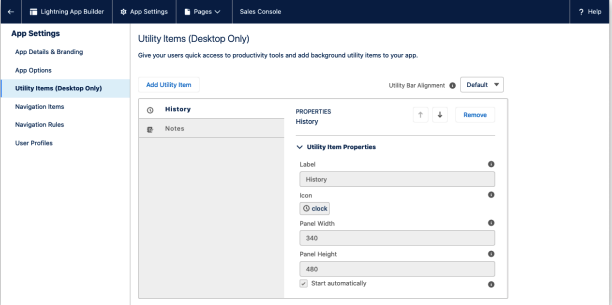 Lightning App Builder
App Settings
Pages
Sales Console
? Help
App Settings
App Details & Branding
App Options
Utility Items (Desktop Only)
Navigation Items
Navigation Rules
User Profiles
Utility Items (Desktop Only)
Give your users quick access to productivity tools and add background utility items to your app.
Add Utility Item
Utility Bar Alignment
Default
History
Notes
PROPERTIES
History
Remove
Utility Item Properties
Label
History
Icon
clock
Panel Width
340
Panel Height
480
Start automatically